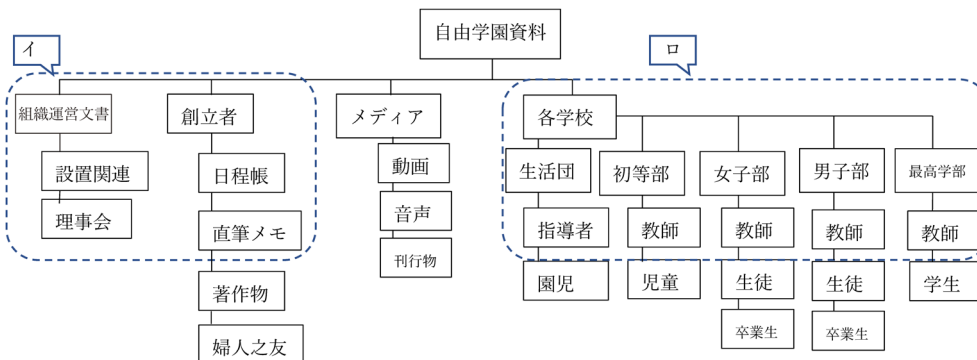 自由学園資料
イ
ロ
組織運営文書
創立者
メディア
各学校
設置関連
理事会
日程帳
直筆メモ
著作物
婦人之友
動画
音声
刊行物
生活団
初等部
女子部
男子部
最高学部
指導者
教師
教師
教師
教師
園児
児童
生徒
生徒
学生
卒業生
卒業生